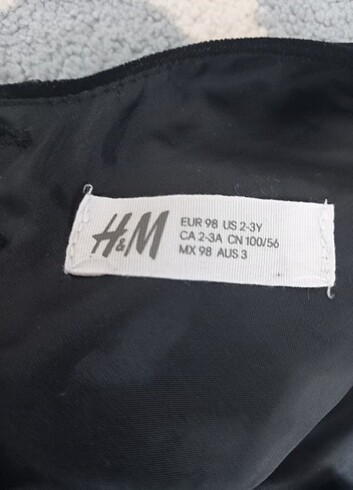 H&M
EUR 98 US 2-3Y
CA 2-3A CN 100/56
MX 98 AUS 3